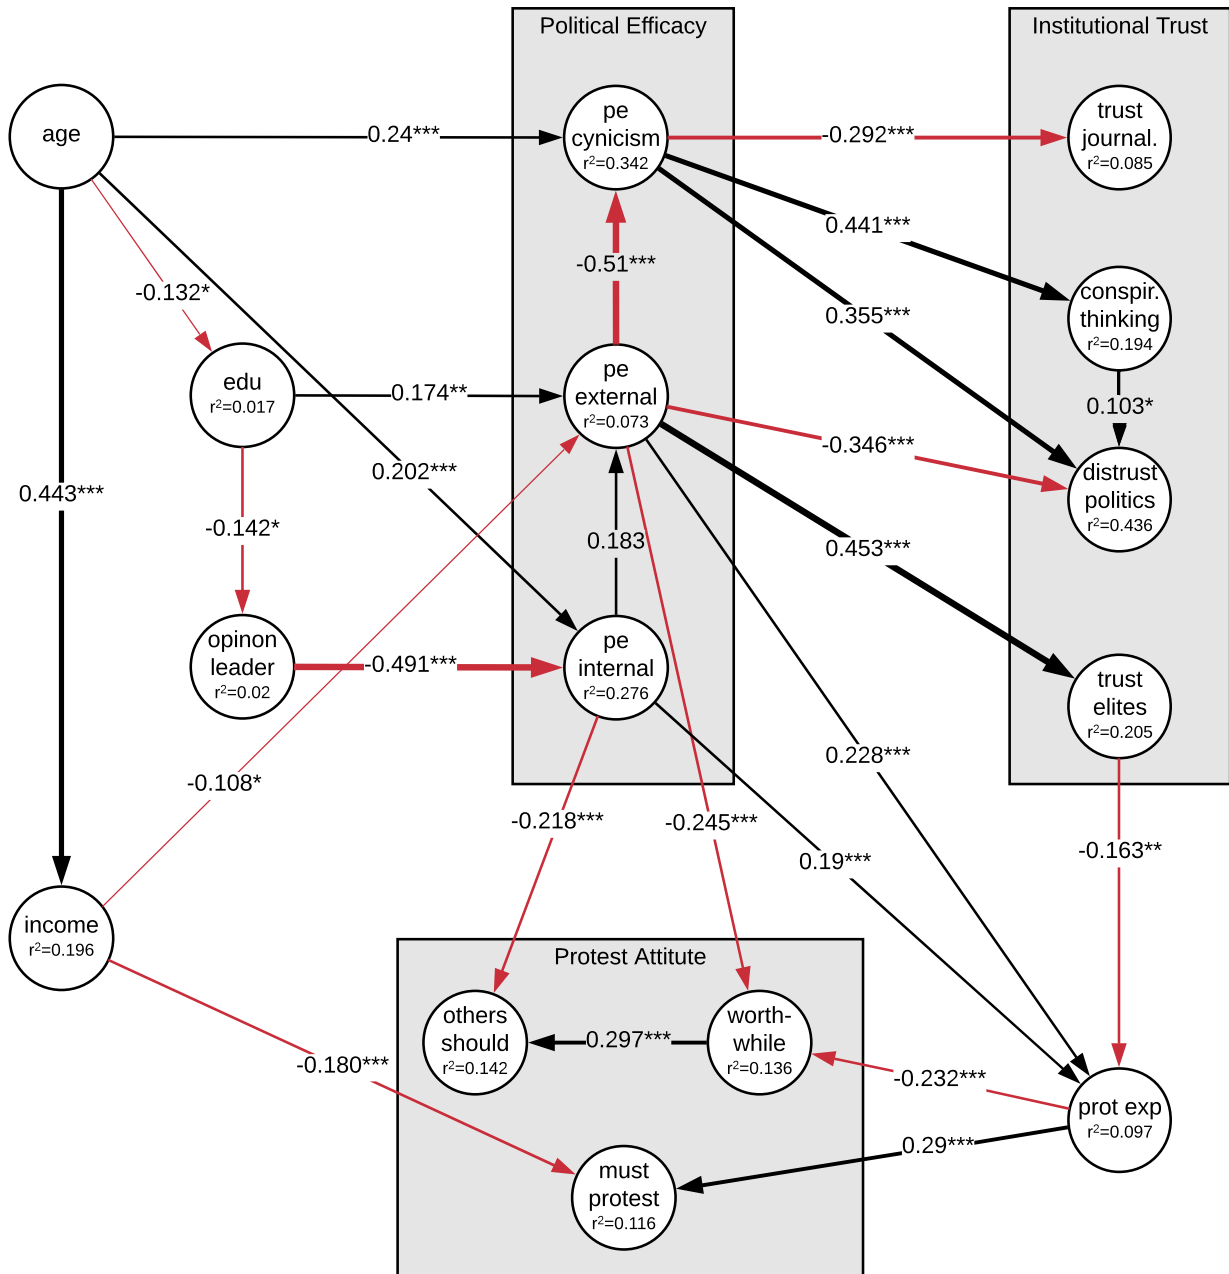 Political Efficacy
Institutional Trust
age
0.24***
pe
cynicism
r²=0.342
-0.292***
trust
journal.
r²=0.085
0.441***
-0.51***
-0.132*
conspir.
thinking
r²=0.194
0.355***
edu
r²=0.017
0.174**
pe
external
r²=0.073
0.103*
-0.346***
0.202***
distrust
politics
r²=0.436
0.443***
-0.142*
0.183
0.453***
opinon
leader
r²=0.02
-0.491***
pe
internal
r²=0.276
trust
elites
r²=0.205
0.228***
-0.108*
-0.218***
-0.245***
0.19***
-0.163**
income
r²=0.196
Protest Attitute
others
should
r²=0.142
0.297***
worth-
while
r²=0.136
-0.180***
-0.232***
prot exp
r²=0.097
0.29***
must
protest
r²=0.116